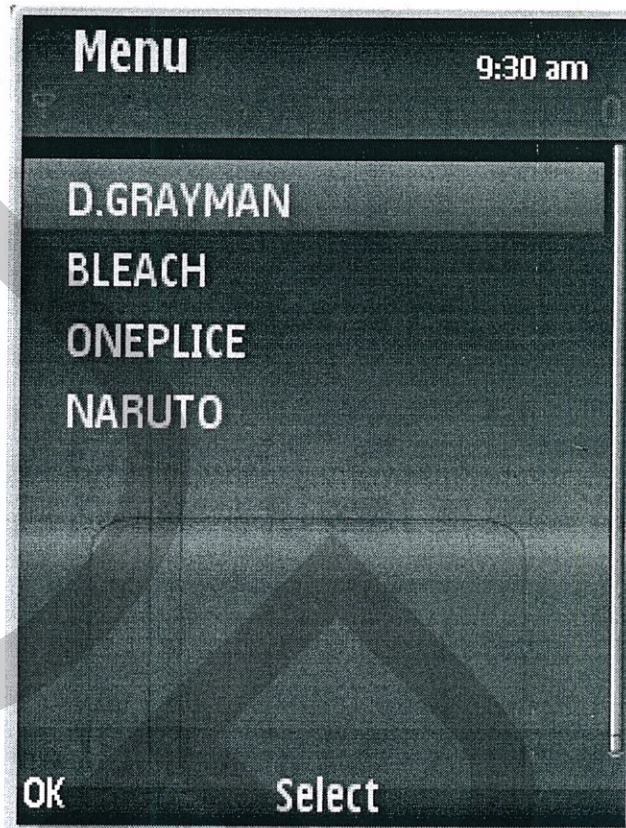 Menu
9:30 am
D.GRAYMAN
BLEACH
ONEPLICE
NARUTO
OK Select